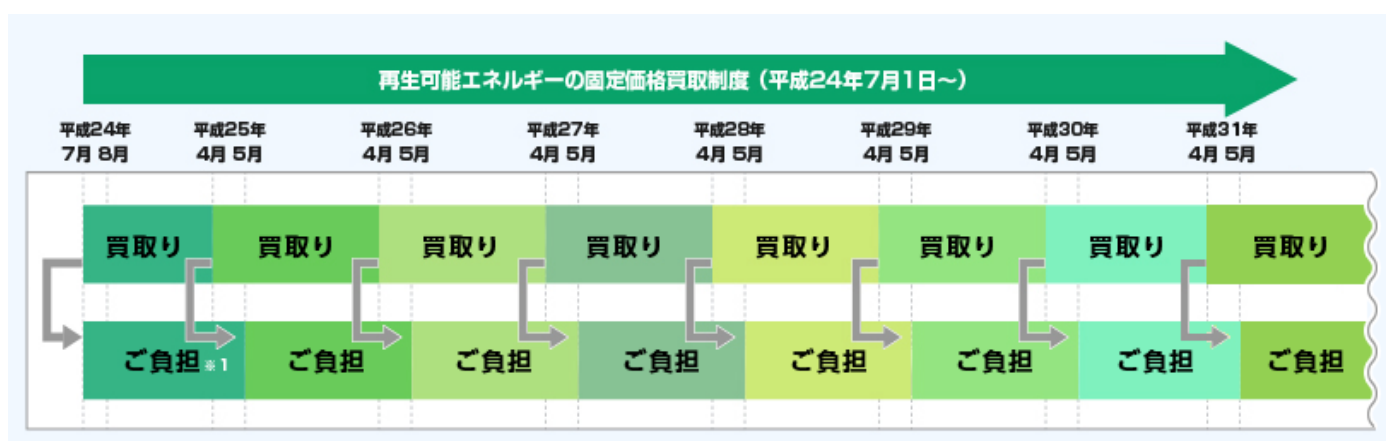 再生可能エネルギーの固定価格買取制度（平成24年7月1日～）
平成24年 平成25年 平成26年 平成27年 平成28年 平成29年 平成30年 平成31年
7月 8月 4月 5月 4月 5月 4月 5月 4月 5月 4月 5月 4月 5月 4月 5月
買取り 買取り 買取り 買取り 買取り 買取り 買取り 買取り
ご負担※1 ご負担 ご負担 ご負担 ご負担 ご負担 ご負担 ご負担